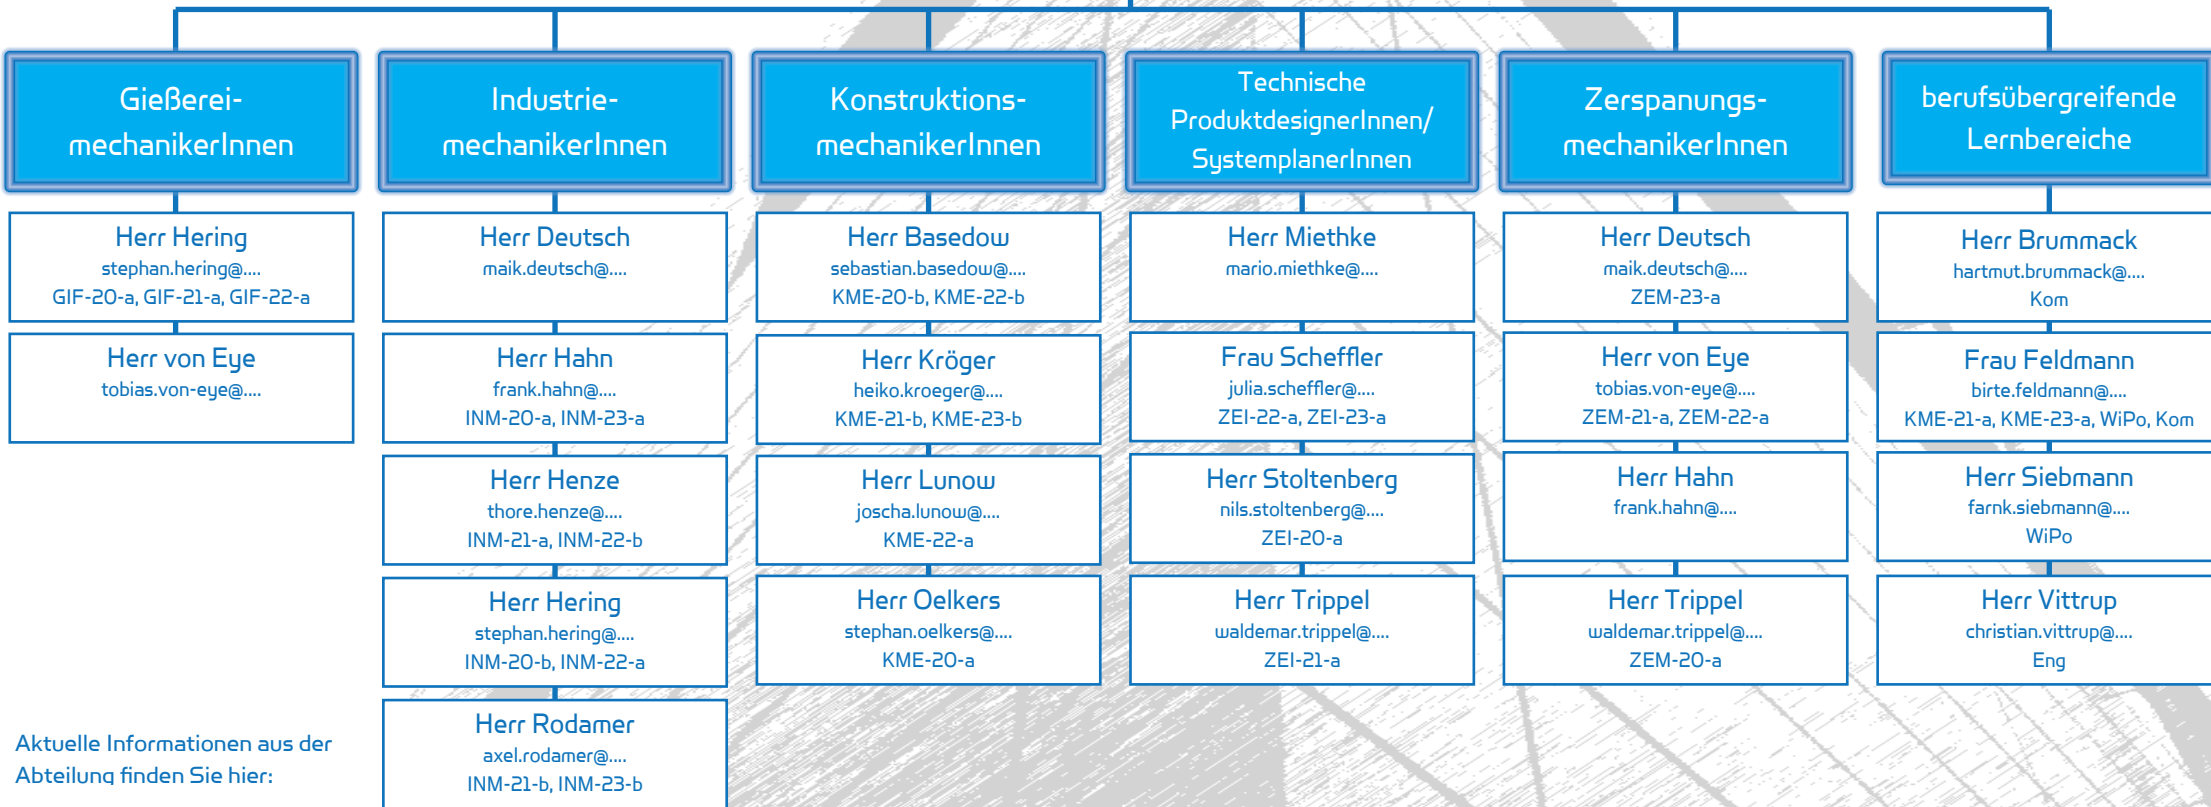 Gießerei-
mechanikerInnen
Industrie-
mechanikerInnen
Konstruktions-
mechanikerInnen
Technische
ProduktdesignerInnen/
SystemplanerInnen
Zerspanungs-
mechanikerInnen
berufsübergreifende
Lernbereiche
Herr Hering
stephan.hering@....
GIF-20-a, GIF-21-a, GIF-22-a
Herr von Eye
tobias.von-eye@....
Herr Deutsch
maik.deutsch@....
Herr Hahn
frank.hahn@....
INM-20-a, INM-23-a
Herr Henze
thore.henze@....
INM-21-a, INM-22-b
Herr Hering
stephan.hering@....
INM-20-b, INM-22-a
Herr Rodamer
axel.rodamer@....
INM-21-b, INM-23-b
Herr Basedow
sebastian.basedow@....
KME-20-b, KME-22-b
Herr Kröger
heiko.kroeger@....
KME-21-b, KME-23-b
Herr Lunow
joscha.lunow@....
KME-22-a
Herr Oelkers
stephan.oelkers@....
KME-20-a
Herr Miethke
mario.miethke@....
Frau Scheffler
julia.scheffler@....
ZEI-22-a, ZEI-23-a
Herr Stoltenberg
nils.stoltenberg@....
ZEI-20-a
Herr Trippel
waldemar.trippel@....
ZEI-21-a
Herr Deutsch
maik.deutsch@....
ZEM-23-a
Herr von Eye
tobias.von-eye@....
ZEM-21-a, ZEM-22-a
Herr Hahn
frank.hahn@....
Herr Trippel
waldemar.trippel@....
ZEM-20-a
Herr Brummack
hartmut.brummack@....
Kom
Frau Feldmann
birte.feldmann@....
KME-21-a, KME-23-a, WiPo, Kom
Herr Siebmann
farnk.siebmann@....
WiPo
Herr Vittrup
christian.vittrup@....
Eng
Aktuelle Informationen aus der
Abteilung finden Sie hier: